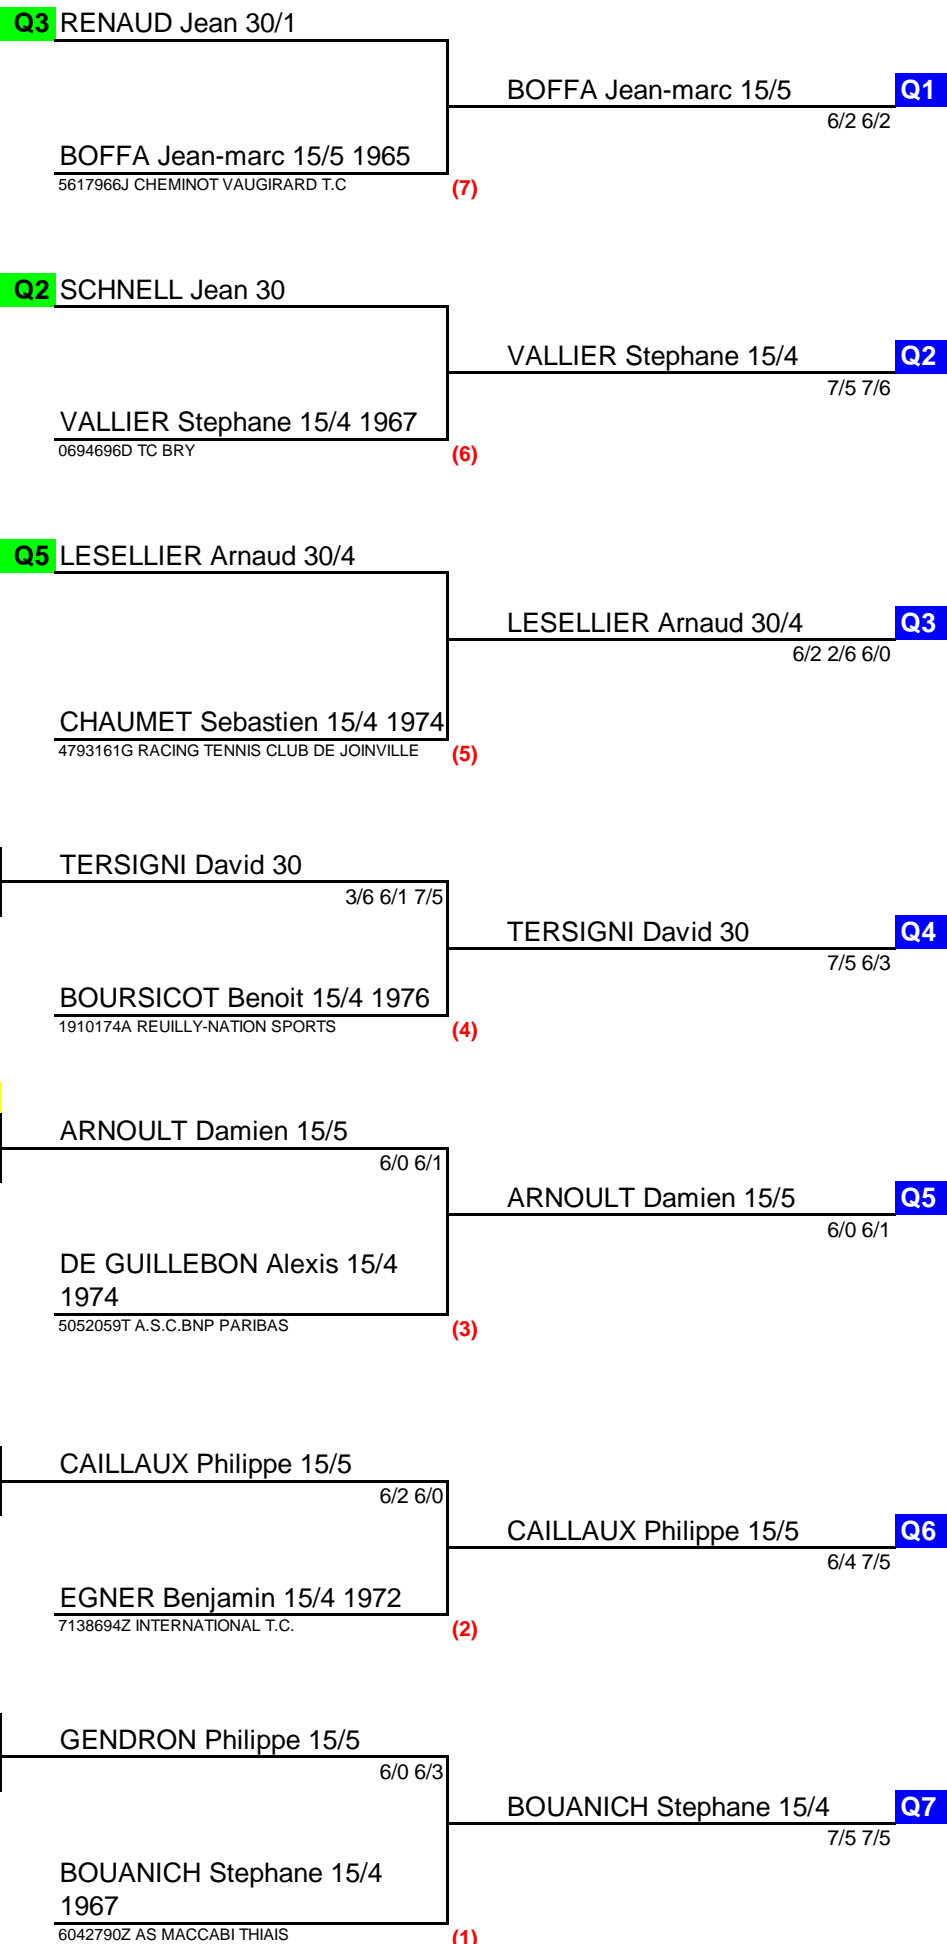 Q3 RENAUD Jean 30/1
BOFFA Jean-marc 15/5 Q1
6/2 6/2
BOFFA Jean-marc 15/5 1965
5617966J CHEMINOT VAUGIRARD T.C (7)
Q2 SCHNELL Jean 30
VALLIER Stephane 15/4 Q2
7/5 7/6
VALLIER Stephane 15/4 1967
0694696D TC BRY (6)
Q5 LESELLIER Arnaud 30/4
LESELLIER Arnaud 30/4 Q3
6/2 2/6 6/0
CHAUMET Sebastien 15/4 1974
4793161G RACING TENNIS CLUB DE JOINVILLE (5)
TERSIGNI David 30
3/6 6/1 7/5
TERSIGNI David 30 Q4
7/5 6/3
BOURSICOT Benoit 15/4 1976
1910174A REUILLY-NATION SPORTS (4)
ARNOULT Damien 15/5
6/0 6/1
ARNOULT Damien 15/5 Q5
6/0 6/1
DE GUILLEBON Alexis 15/4
1974
5052059T A.S.C.BNP PARIBAS (3)
CAILLAUX Philippe 15/5
6/2 6/0
CAILLAUX Philippe 15/5 Q6
6/4 7/5
EGNER Benjamin 15/4 1972
7138694Z INTERNATIONAL T.C. (2)
GENDRON Philippe 15/5
6/0 6/3
BOUANICH Stephane 15/4 Q7
7/5 7/5
BOUANICH Stephane 15/4
1967
6042790Z AS MACCABI THIAIS (1)